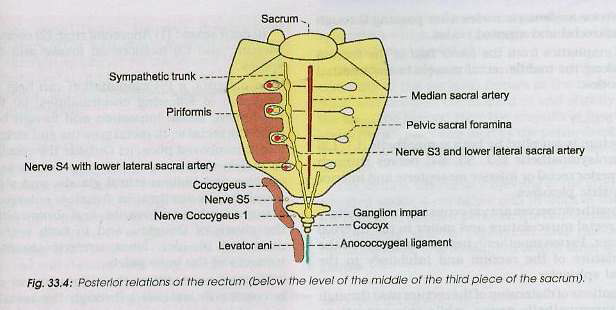 Sacrum
Sympathetic trunk
Median sacral artery
Piriformis
Pelvic sacral foramina
Nerve S3 and lower lateral sacral artery
Nerve S4 with lower lateral sacral artery
Coccygeus
Nerve S5
Nerve Coccygeus 1
Ganglion impar
Coccyx
Levator ani
Anococcygeal ligament
Fig. 33.4: Posterior relations of the rectum (below the level of the middle of the third piece of the sacrum).